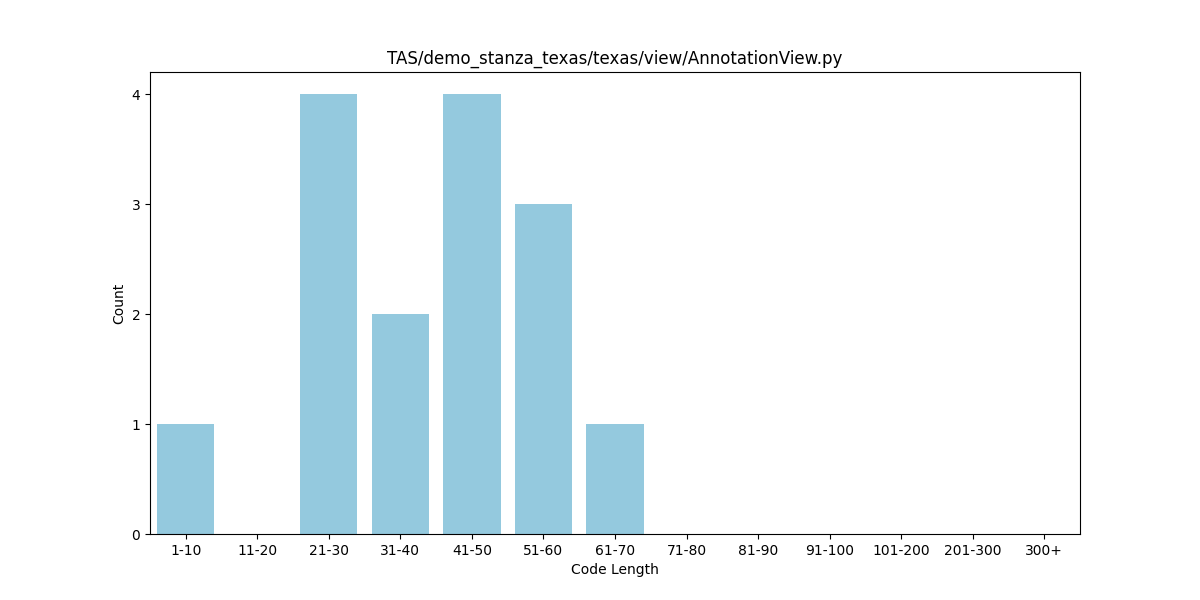 TAS/demo_stanza_texas/texas/view/AnnotationView.py
4
3
2
1
0
Count
1-10 11-20 21-30 31-40 41-50 51-60 61-70 71-80 81-90 91-100 101-200 201-300 300+
Code Length